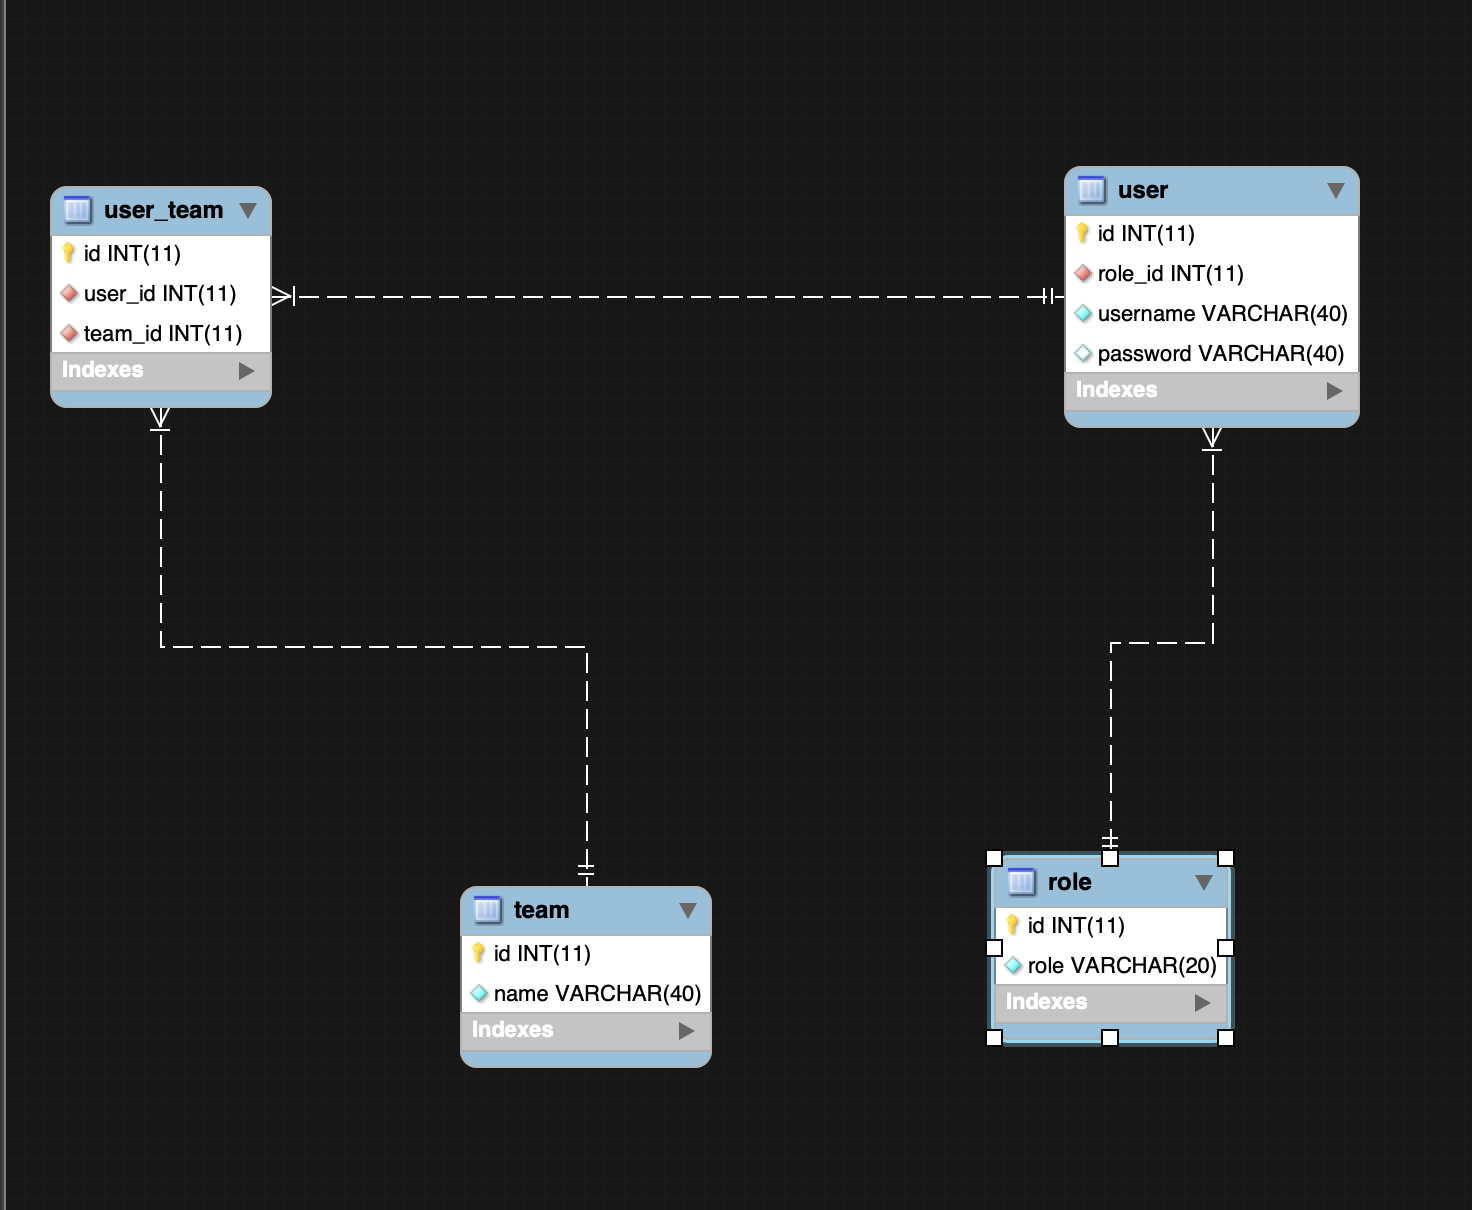 user_team
id INT(11)
user_id INT(11)
team_id INT(11)
Indexes
user
id INT(11)
role_id INT(11)
username VARCHAR(40)
password VARCHAR(40)
Indexes
team
id INT(11)
name VARCHAR(40)
Indexes
role
id INT(11)
role VARCHAR(20)
Indexes